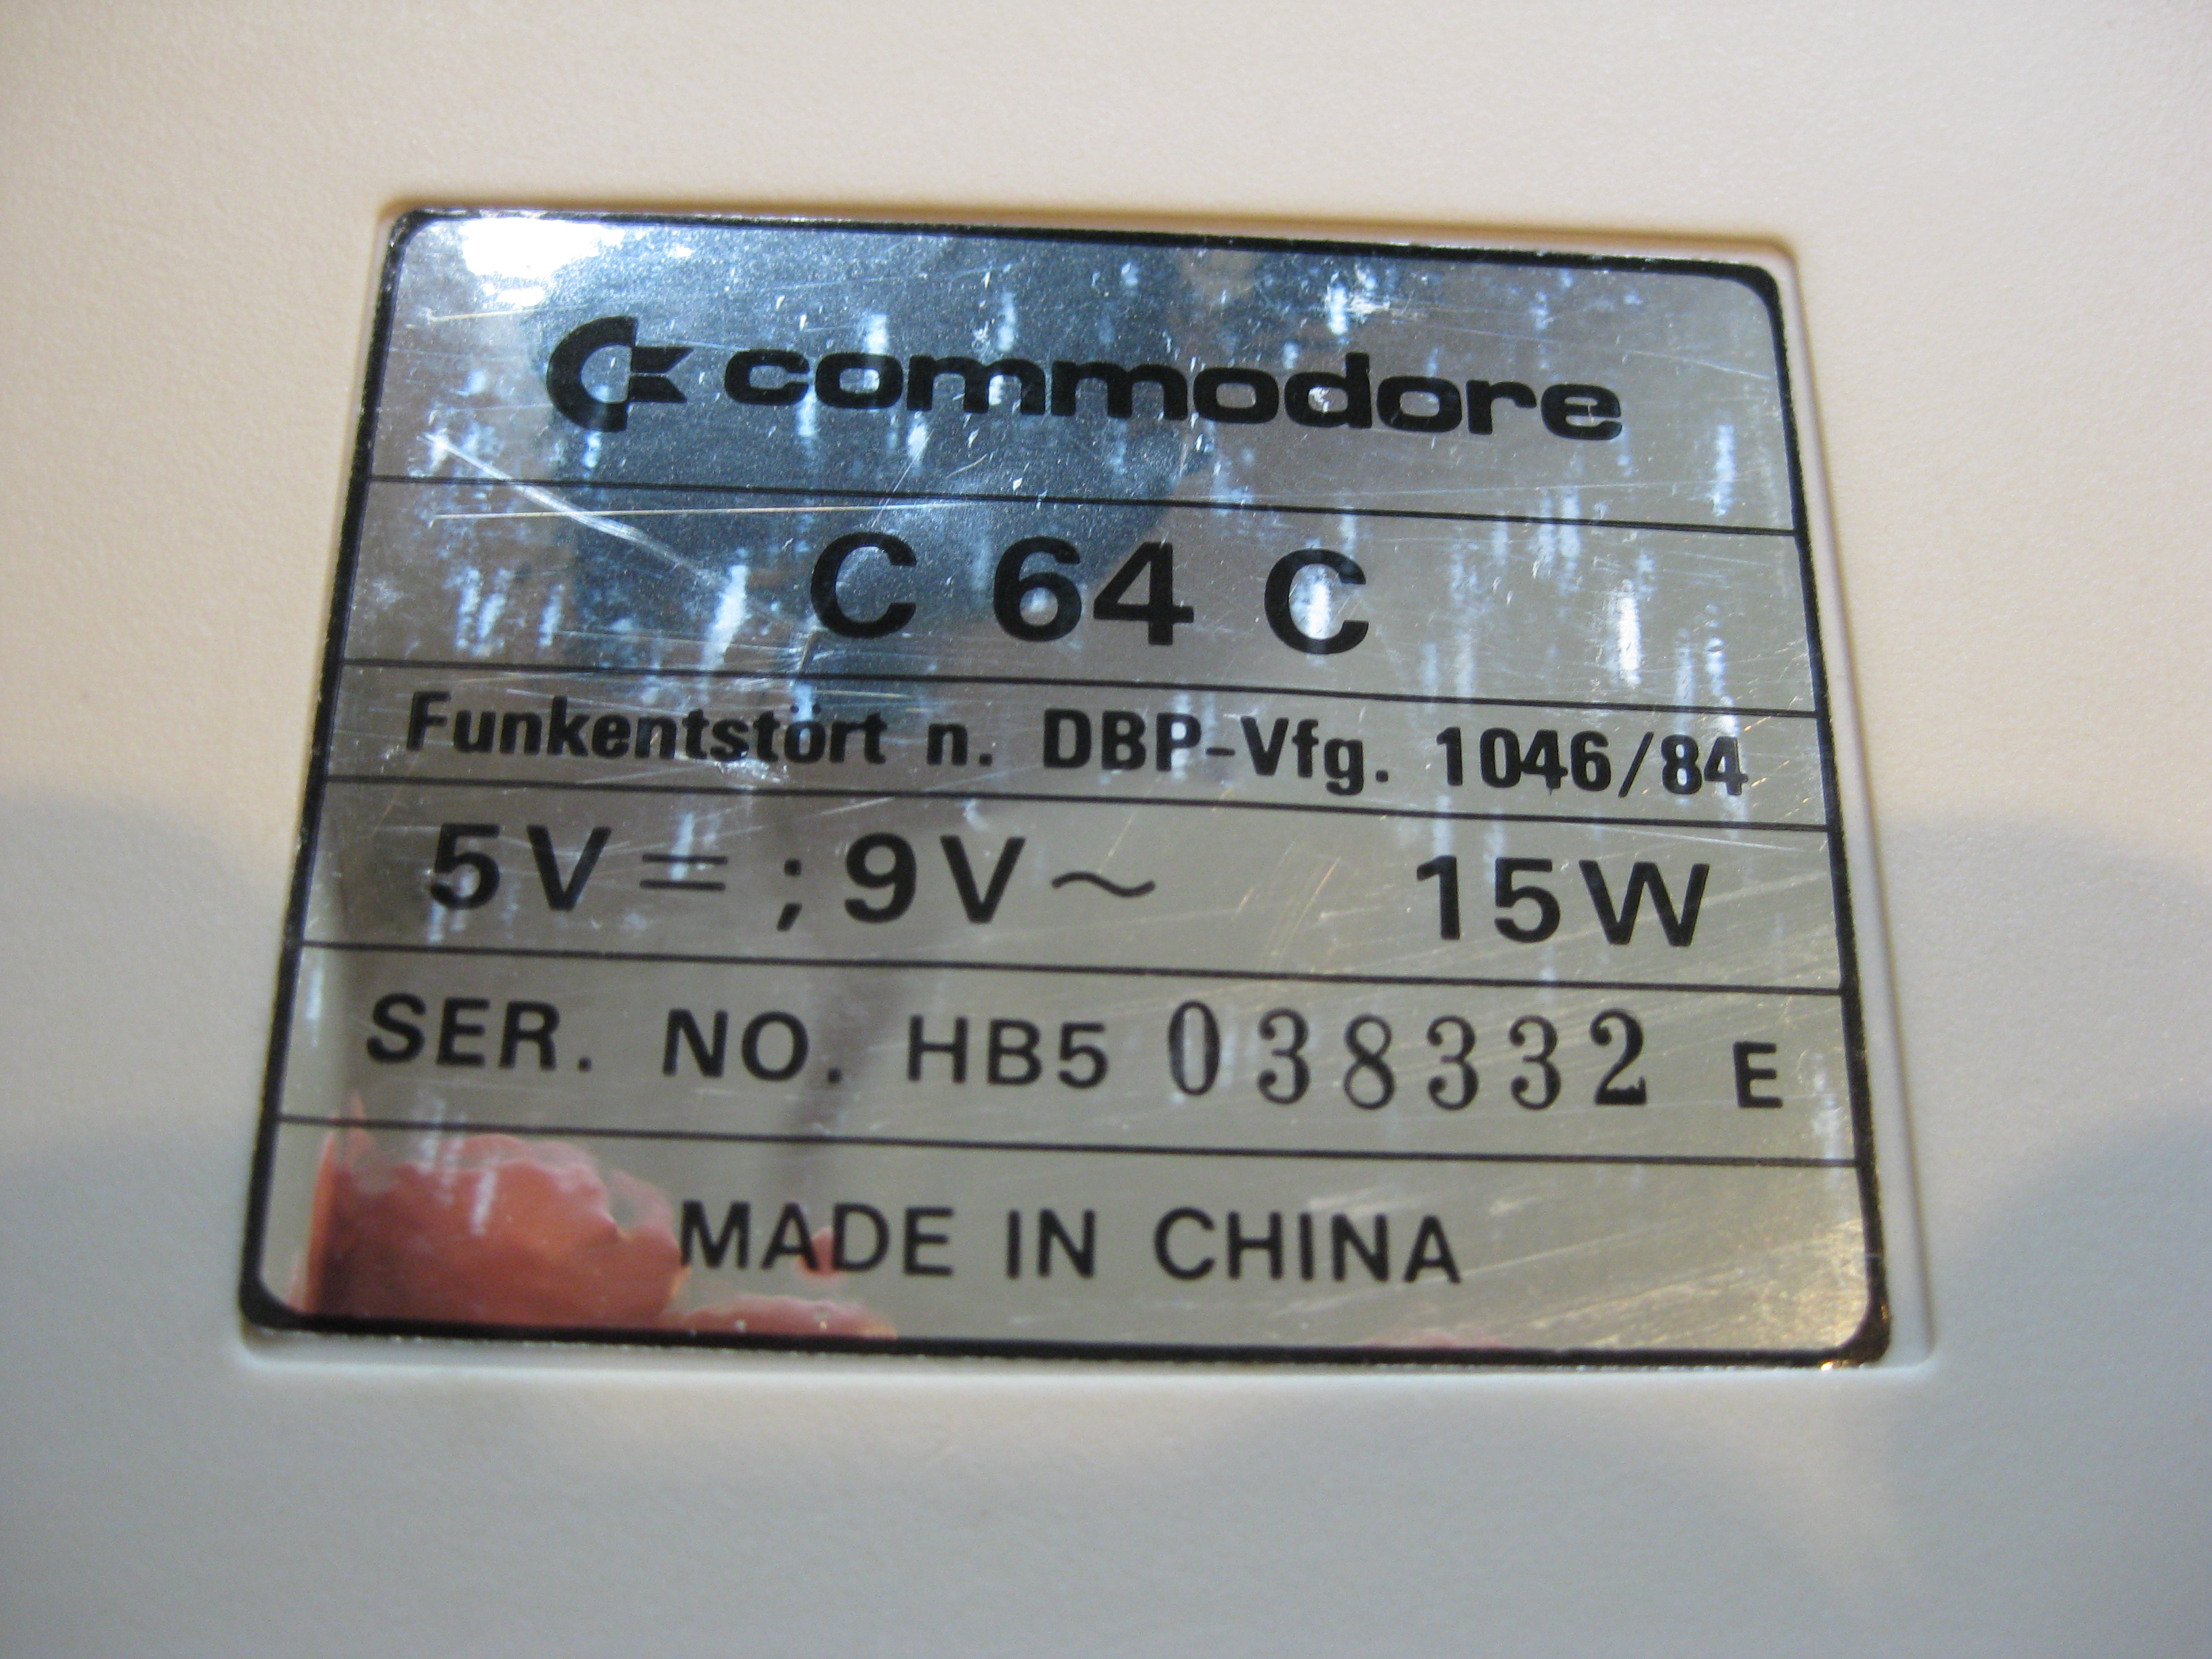 commodore
C 64 C
Funkentstört n. DBP-Vfg. 1046/84
5V⎓ ; 9V~ 15W
SER. NO. HB5 038332 E
MADE IN CHINA